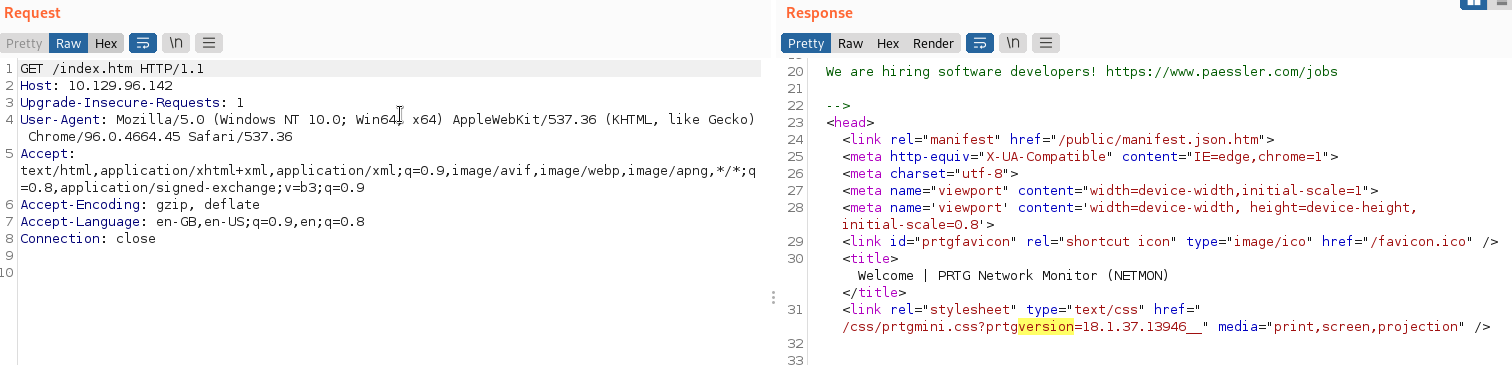 Request
Pretty Raw Hex \n
1 GET /index.htm HTTP/1.1
2 Host: 10.129.96.142
3 Upgrade-Insecure-Requests: 1
4 User-Agent: Mozilla/5.0 (Windows NT 10.0; Win64; x64) AppleWebKit/537.36 (KHTML, like Gecko)
Chrome/96.0.4664.45 Safari/537.36
5 Accept:
text/html,application/xhtml+xml,application/xml;q=0.9,image/avif,image/webp,image/apng,*/*;q
=0.8,application/signed-exchange;v=b3;q=0.9
6 Accept-Encoding: gzip, deflate
7 Accept-Language: en-GB,en-US;q=0.9,en;q=0.8
8 Connection: close
9
10
Response
Pretty Raw Hex Render \n
20 We are hiring software developers! https://www.paessler.com/jobs
21
22 -->
23 <head>
24 <link rel="manifest" href="/public/manifest.json.htm">
25 <meta http-equiv="X-UA-Compatible" content="IE=edge,chrome=1">
26 <meta charset="utf-8">
27 <meta name="viewport" content="width=device-width,initial-scale=1">
28 <meta name='viewport' content='width=device-width, height=device-height,
initial-scale=0.8'>
29 <link id="prtgfavicon" rel="shortcut icon" type="image/ico" href="/favicon.ico" />
30 <title>
Welcome | PRTG Network Monitor (NETMON)
</title>
31 <link rel="stylesheet" type="text/css" href="
/css/prtgmini.css?prtgversion=18.1.37.13946__" media="print,screen,projection" />
32
33